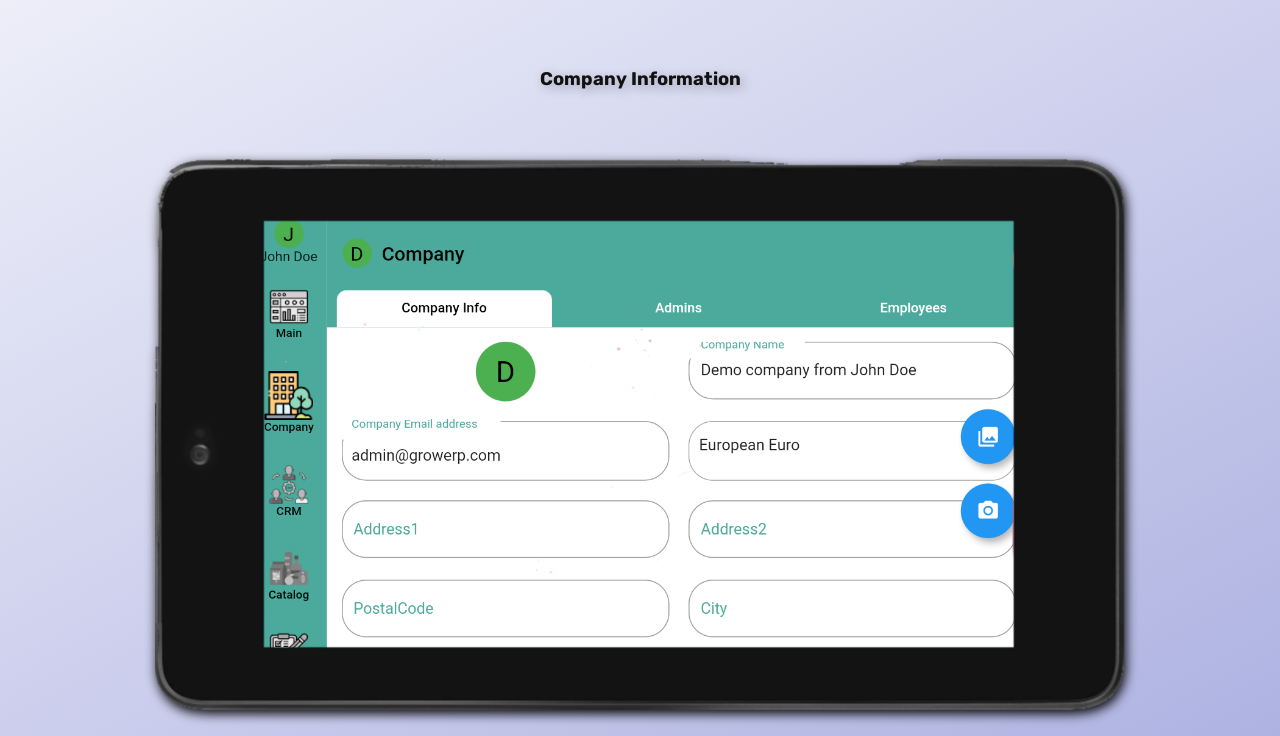 Company Information
J
John Doe
D Company
Company Info Admins Employees
Main
D
Company Name
Demo company from John Doe
Company
Company Email address
admin@growerp.com
European Euro
CRM
Address1
Address2
Catalog
PostalCode
City